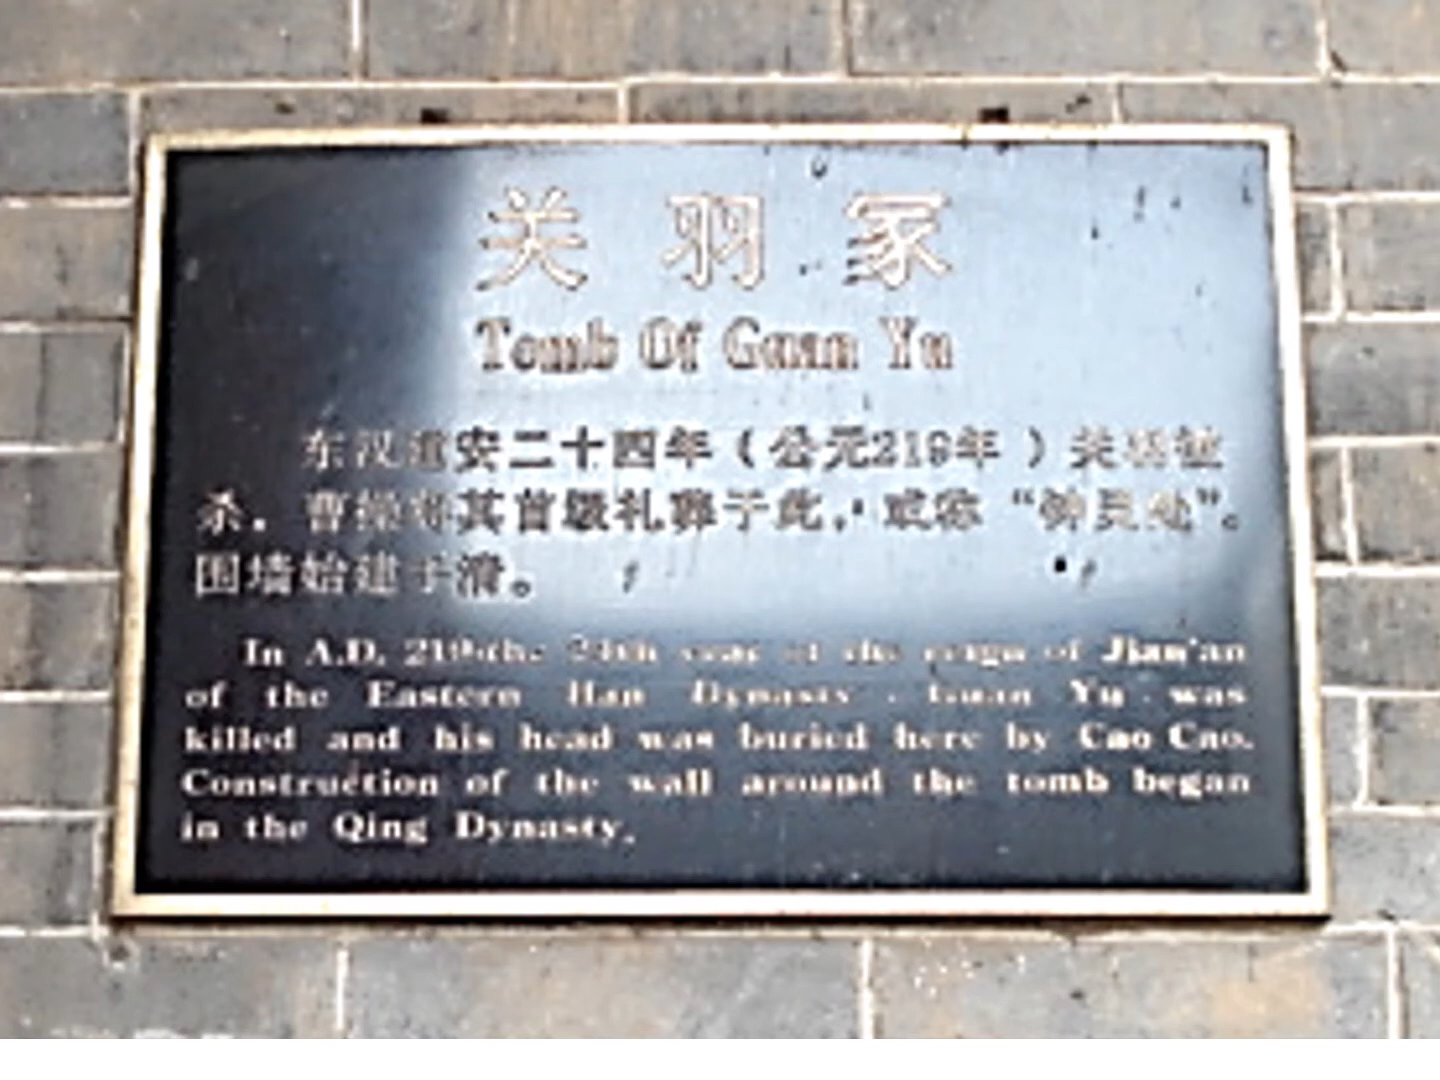 关羽冢
Tomb Of Guan Yu
东汉建安二十四年（公元219年）关羽被
杀。曹操将其首级礼葬于此，或称“钟灵处”。
围墙始建于清。
In A.D. 219(the 24th year of the reign of Jian'an
of the Eastern Han Dynasty), Guan Yu was
killed and his head was buried here by Cao Cao.
Construction of the wall around the tomb began
in the Qing Dynasty.